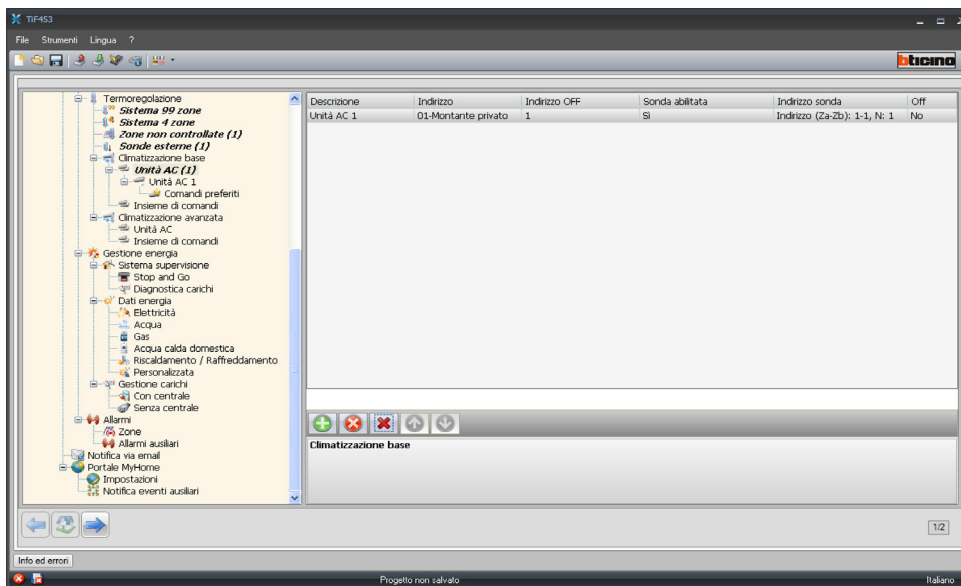 TiF453
File Strumenti Lingua ?
bticino
Termoregolazione
Sistema 99 zone
Sistema 4 zone
Zone non controllate (1)
Sonde esterne (1)
Climatizzazione base
Unità AC (1)
Unità AC 1
Comandi preferiti
Insieme di comandi
Climatizzazione avanzata
Unità AC
Insieme di comandi
Gestione energia
Sistema supervisione
Stop and Go
Diagnostica carichi
Dati energia
Elettricità
Acqua
Gas
Acqua calda domestica
Riscaldamento / Raffreddamento
Personalizzata
Gestione carichi
Con centrale
Senza centrale
Allarmi
Zone
Allarmi ausiliari
Notifica via email
Portale MyHome
Impostazioni
Notifica eventi ausiliari
Descrizione Indirizzo Indirizzo OFF Sonda abilitata Indirizzo sonda Off
Unità AC 1 01-Montante privato 1 Sì Indirizzo (Za-Zb): 1-1, N: 1 No
Climatizzazione base
1/2
Info ed errori
Progetto non salvato Italiano